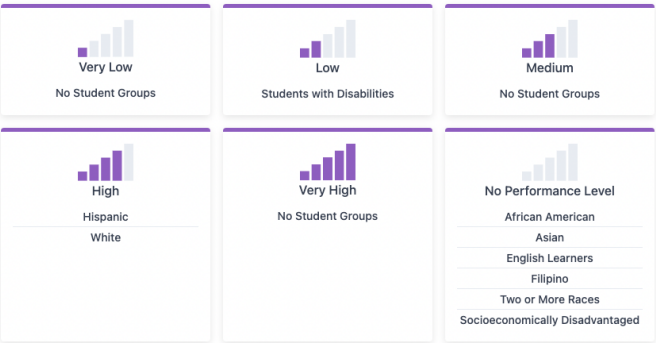 Very Low
No Student Groups
Low
Students with Disabilities
Medium
No Student Groups
High
Hispanic
White
Very High
No Student Groups
No Performance Level
African American
Asian
English Learners
Filipino
Two or More Races
Socioeconomically Disadvantaged